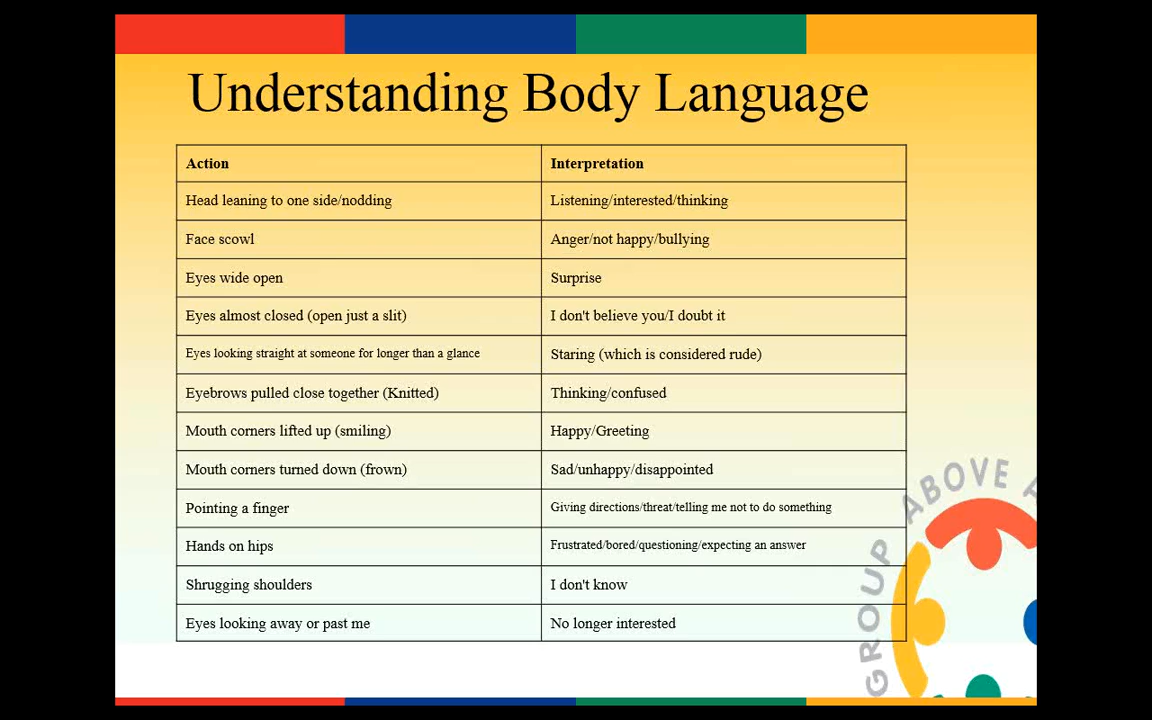 Understanding Body Language
Action Interpretation
Head leaning to one side/nodding Listening/interested/thinking
Face scowl Anger/not happy/bullying
Eyes wide open Surprise
Eyes almost closed (open just a slit) I don't believe you/I doubt it
Eyes looking straight at someone for longer than a glance Staring (which is considered rude)
Eyebrows pulled close together (Knitted) Thinking/confused
Mouth corners lifted up (smiling) Happy/Greeting
Mouth corners turned down (frown) Sad/unhappy/disappointed
Pointing a finger Giving directions/threat/telling me not to do something
Hands on hips Frustrated/bored/questioning/expecting an answer
Shrugging shoulders I don't know
Eyes looking away or past me No longer interested
GROUP ABOVE